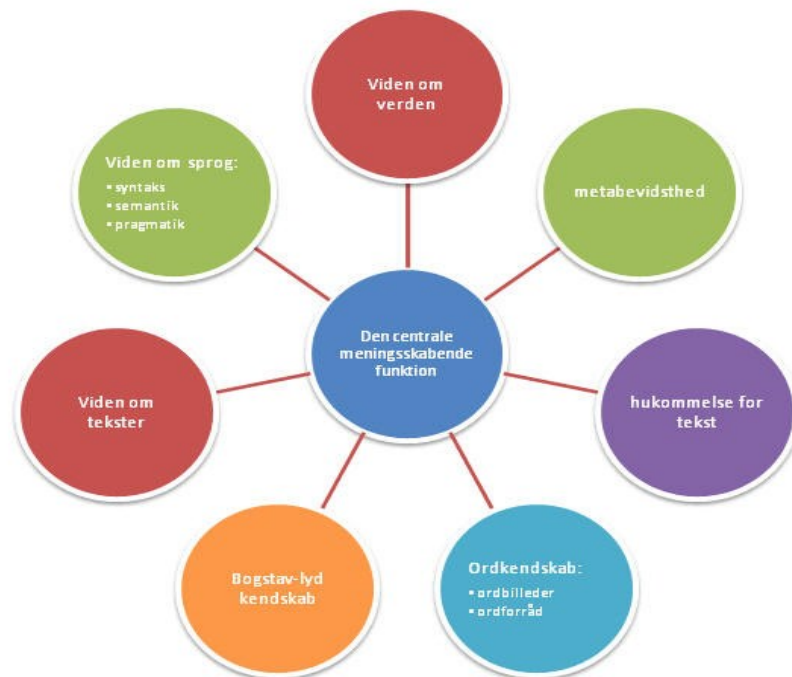 Viden om
verden
metabevidsthed
hukommelse for
tekst
Ordkendskab:
▪ ordbilleder
▪ ordforråd
Bogstav-lyd
kendskab
Viden om
tekster
Viden om sprog:
▪ syntaks
▪ semantik
▪ pragmatik
Den centrale
meningsskabende
funktion